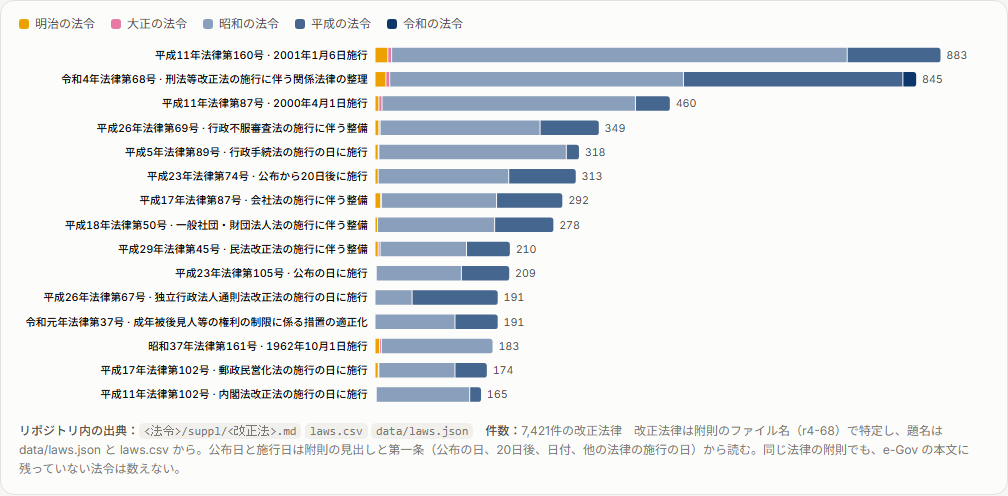 明治の法令 大正の法令 昭和の法令 平成の法令 令和の法令
平成11年法律第160号 · 2001年1月6日施行 883
令和4年法律第68号 · 刑法等改正法の施行に伴う関係法律の整理 845
平成11年法律第87号 · 2000年4月1日施行 460
平成26年法律第69号 · 行政不服審査法の施行に伴う整備 349
平成5年法律第89号 · 行政手続法の施行の日に施行 318
平成23年法律第74号 · 公布から20日後に施行 313
平成17年法律第87号 · 会社法の施行に伴う整備 292
平成18年法律第50号 · 一般社団・財団法人法の施行に伴う整備 278
平成29年法律第45号 · 民法改正法の施行に伴う整備 210
平成23年法律第105号 · 公布の日に施行 209
平成26年法律第67号 · 独立行政法人通則法改正法の施行の日に施行 191
令和元年法律第37号 · 成年被後見人等の権利の制限に係る措置の適正化 191
昭和37年法律第161号 · 1962年10月1日施行 183
平成17年法律第102号 · 郵政民営化法の施行の日に施行 174
平成11年法律第102号 · 内閣法改正法の施行の日に施行 165
リポジトリ内の出典： <法令>/suppl/<改正法>.md laws.csv data/laws.json 件数：7,421件の改正法律 改正法律は附則のファイル名（r4-68）で特定し、題名は
data/laws.json と laws.csv から。公布日と施行日は附則の見出しと第一条（公布の日、20日後、日付、他の法律の施行の日）から読む。同じ法律の附則でも、e-Gov の本文に
残っていない法令は数えない。